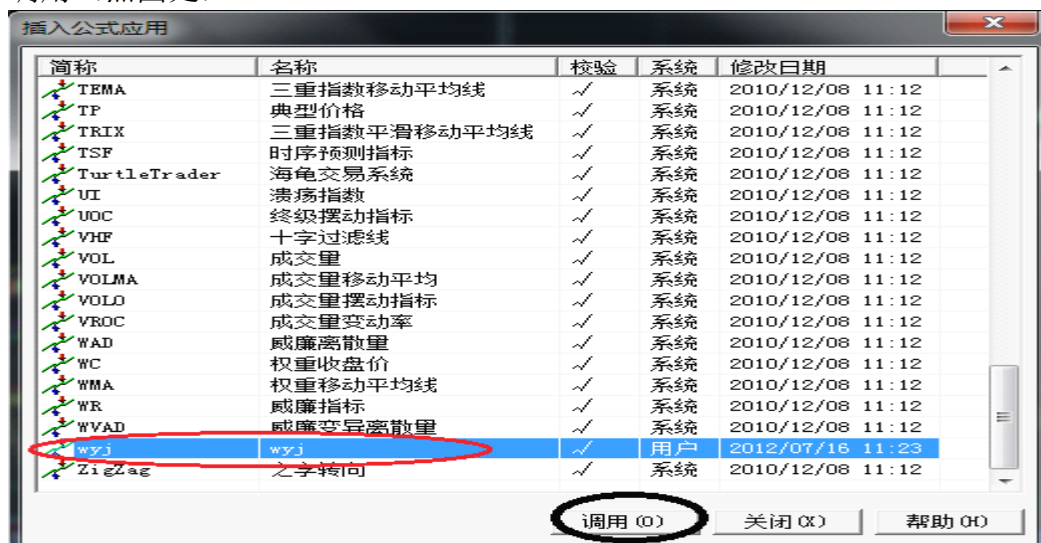 插入公式应用
简称 名称 校验 系统 修改日期
TEMA 三重指数移动平均线 √ 系统 2010/12/08 11:12
TP 典型价格 √ 系统 2010/12/08 11:12
TRIX 三重指数平滑移动平均线 √ 系统 2010/12/08 11:12
TSF 时序预测指标 √ 系统 2010/12/08 11:12
TurtleTrader 海龟交易系统 √ 系统 2010/12/08 11:12
UI 溃疡指数 √ 系统 2010/12/08 11:12
UOC 终级摆动指标 √ 系统 2010/12/08 11:12
VHF 十字过滤线 √ 系统 2010/12/08 11:12
VOL 成交量 √ 系统 2010/12/08 11:12
VOLMA 成交量移动平均 √ 系统 2010/12/08 11:12
VOLO 成交量摆动指标 √ 系统 2010/12/08 11:12
VROC 成交量变动率 √ 系统 2010/12/08 11:12
WAD 威廉离散量 √ 系统 2010/12/08 11:12
WC 权重收盘价 √ 系统 2010/12/08 11:12
WMA 权重移动平均线 √ 系统 2010/12/08 11:12
WR 威廉指标 √ 系统 2010/12/08 11:12
WVAD 威廉变异离散量 √ 系统 2010/12/08 11:12
wyj wyj √ 用户 2012/07/16 11:23
ZigZag 之字转向 √ 系统 2010/12/08 11:12
调用(O) 关闭(X) 帮助(H)